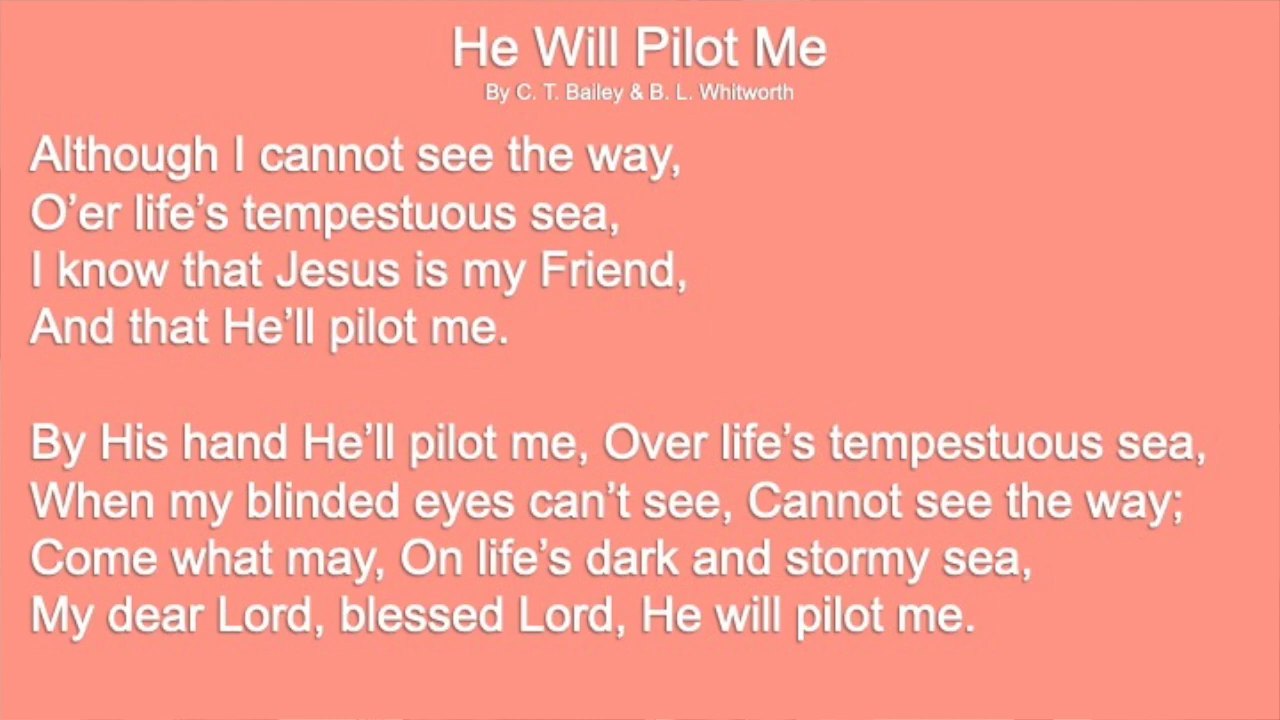 He Will Pilot Me
By C. T. Bailey & B. L. Whitworth
Although I cannot see the way,
O’er life’s tempestuous sea,
I know that Jesus is my Friend,
And that He’ll pilot me.
By His hand He’ll pilot me, Over life’s tempestuous sea,
When my blinded eyes can’t see, Cannot see the way;
Come what may, On life’s dark and stormy sea,
My dear Lord, blessed Lord, He will pilot me.